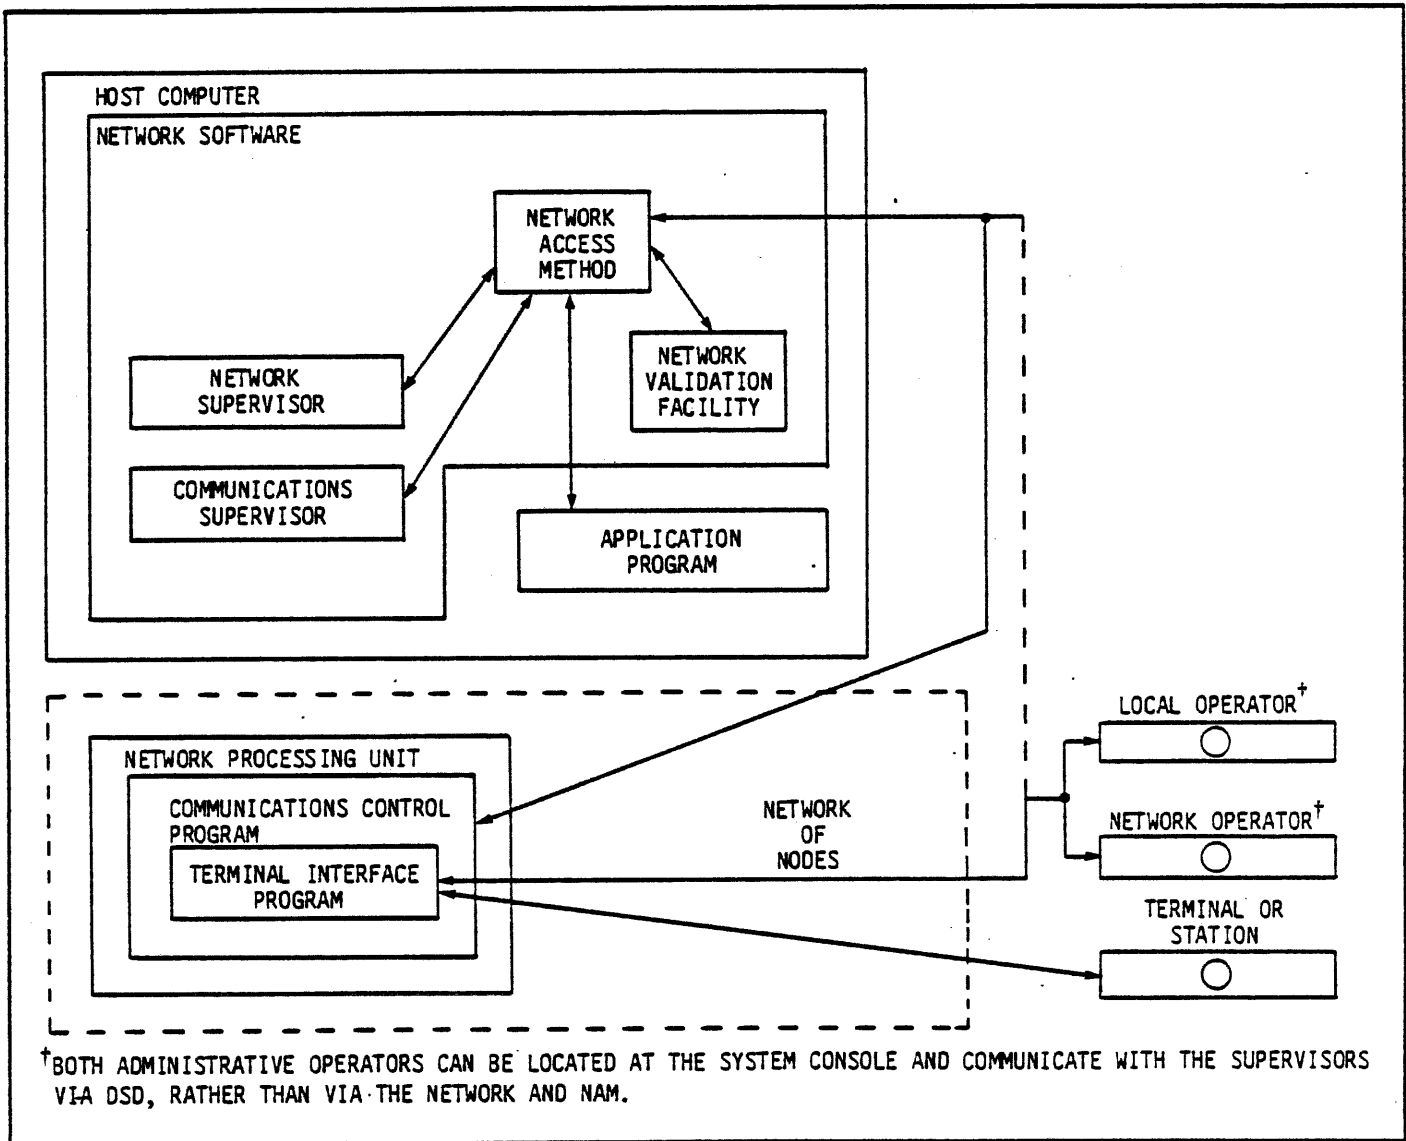 HOST COMPUTER
NETWORK SOFTWARE
NETWORK
ACCESS
METHOD
NETWORK
SUPERVISOR
NETWORK
VALIDATION
FACILITY
COMMUNICATIONS
SUPERVISOR
APPLICATION
PROGRAM
LOCAL OPERATOR†
NETWORK PROCESSING UNIT
COMMUNICATIONS CONTROL
PROGRAM
TERMINAL INTERFACE
PROGRAM
NETWORK
OF
NODES
NETWORK OPERATOR†
TERMINAL OR
STATION
†BOTH ADMINISTRATIVE OPERATORS CAN BE LOCATED AT THE SYSTEM CONSOLE AND COMMUNICATE WITH THE SUPERVISORS
VIA DSD, RATHER THAN VIA THE NETWORK AND NAM.